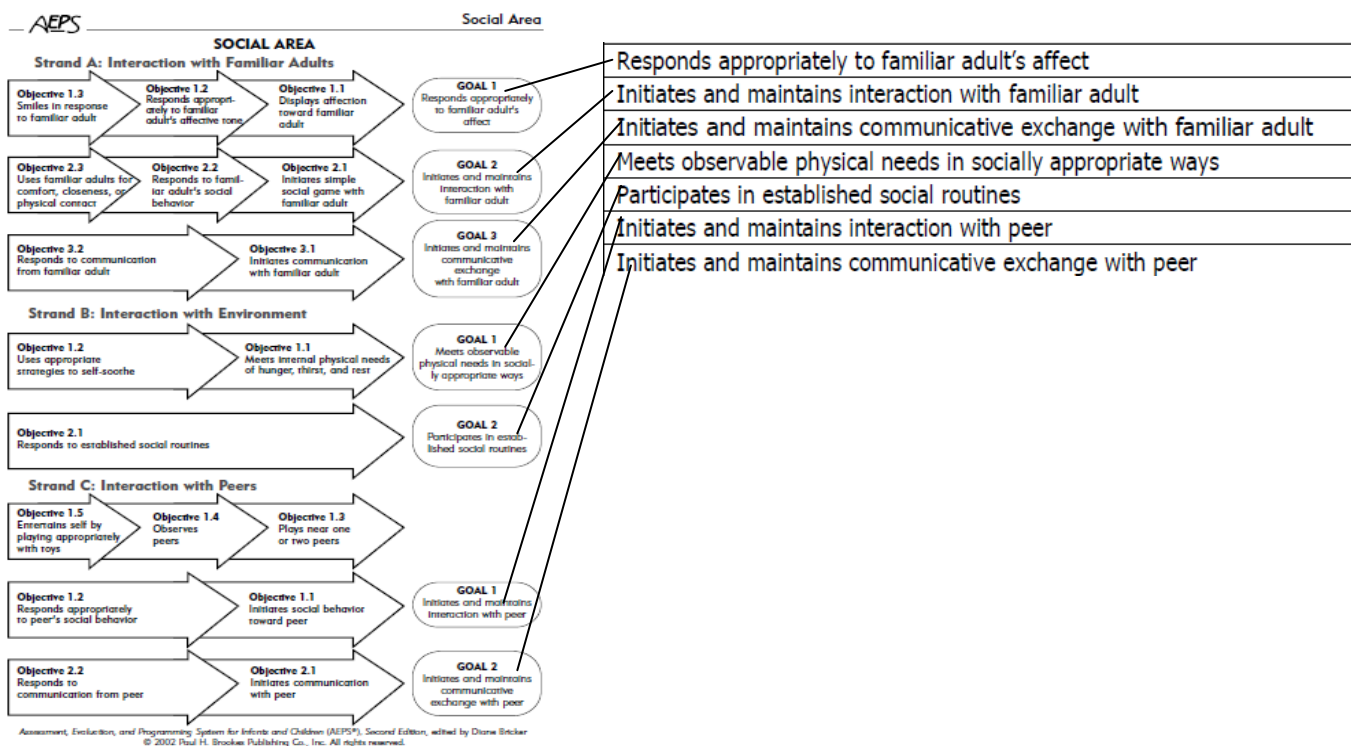 AEPS
Social Area
SOCIAL AREA
Strand A: Interaction with Familiar Adults
Objective 1.3
Smiles in response
to familiar adult
Objective 1.2
Responds appropri-
ately to familiar
adult's affective tone
Objective 1.1
Displays affection
toward familiar
adult
GOAL 1
Responds appropriately
to familiar adult's
affect
Objective 2.3
Uses familiar adults for
comfort, closeness, or
physical contact
Objective 2.2
Responds to famil-
iar adult's social
behavior
Objective 2.1
Initiates simple
social game with
familiar adult
GOAL 2
Initiates and maintains
interaction with
familiar adult
Objective 3.2
Responds to communication
from familiar adult
Objective 3.1
Initiates communication
with familiar adult
GOAL 3
Initiates and maintains
communicative
exchange
with familiar adult
Strand B: Interaction with Environment
Objective 1.2
Uses appropriate
strategies to self-soothe
Objective 1.1
Meets internal physical needs
of hunger, thirst, and rest
GOAL 1
Meets observable
physical needs in social-
ly appropriate ways
Objective 2.1
Responds to established social routines
GOAL 2
Participates in estab-
lished social routines
Strand C: Interaction with Peers
Objective 1.5
Entertains self by
playing appropriately
with toys
Objective 1.4
Observes
peers
Objective 1.3
Plays near one
or two peers
Objective 1.2
Responds appropriately
to peer's social behavior
Objective 1.1
Initiates social behavior
toward peer
GOAL 1
Initiates and maintains
interaction with peer
Objective 2.2
Responds to
communication from peer
Objective 2.1
Initiates communication
with peer
GOAL 2
Initiates and maintains
communicative
exchange with peer
Assessment, Evaluation, and Programming System for Infants and Children (AEPS®), Second Edition, edited by Diane Bricker
© 2002 Paul H. Brookes Publishing Co., Inc. All rights reserved.
Responds appropriately to familiar adult's affect
Initiates and maintains interaction with familiar adult
Initiates and maintains communicative exchange with familiar adult
Meets observable physical needs in socially appropriate ways
Participates in established social routines
Initiates and maintains interaction with peer
Initiates and maintains communicative exchange with peer